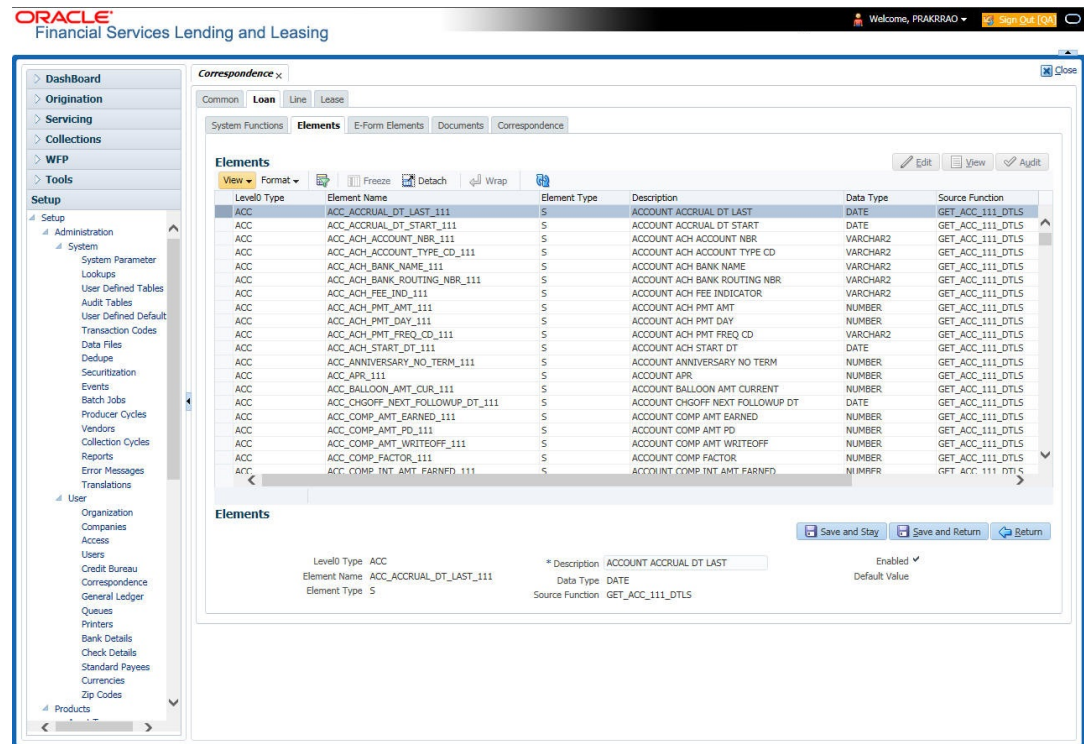 ORACLE
Financial Services Lending and Leasing
Welcome, PRAKRRAO
Sign Out [QA]
DashBoard
Origination
Servicing
Collections
WFP
Tools
Setup
Setup
Administration
System
System Parameter
Lookups
User Defined Tables
Audit Tables
User Defined Default
Transaction Codes
Data Files
Dedupe
Securitization
Events
Batch Jobs
Producer Cycles
Vendors
Collection Cycles
Reports
Error Messages
Translations
User
Organization
Companies
Access
Users
Credit Bureau
Correspondence
General Ledger
Queues
Printers
Bank Details
Check Details
Standard Payees
Currencies
Zip Codes
Products
Correspondence x
Close
Common Loan Line Lease
System Functions Elements E-Form Elements Documents Correspondence
Elements
Edit View Audit
View Format Freeze Detach Wrap
Level0 Type Element Name Element Type Description Data Type Source Function
ACC ACC_ACCRUAL_DT_LAST_111 S ACCOUNT ACCRUAL DT LAST DATE GET_ACC_111_DTLS
ACC ACC_ACCRUAL_DT_START_111 S ACCOUNT ACCRUAL DT START DATE GET_ACC_111_DTLS
ACC ACC_ACH_ACCOUNT_NBR_111 S ACCOUNT ACH ACCOUNT NBR VARCHAR2 GET_ACC_111_DTLS
ACC ACC_ACH_ACCOUNT_TYPE_CD_111 S ACCOUNT ACH ACCOUNT TYPE CD VARCHAR2 GET_ACC_111_DTLS
ACC ACC_ACH_BANK_NAME_111 S ACCOUNT ACH BANK NAME VARCHAR2 GET_ACC_111_DTLS
ACC ACC_ACH_BANK_ROUTING_NBR_111 S ACCOUNT ACH BANK ROUTING NBR VARCHAR2 GET_ACC_111_DTLS
ACC ACC_ACH_FEE_IND_111 S ACCOUNT ACH FEE INDICATOR VARCHAR2 GET_ACC_111_DTLS
ACC ACC_ACH_PMT_AMT_111 S ACCOUNT ACH PMT AMT NUMBER GET_ACC_111_DTLS
ACC ACC_ACH_PMT_DAY_111 S ACCOUNT ACH PMT DAY NUMBER GET_ACC_111_DTLS
ACC ACC_ACH_PMT_FREQ_CD_111 S ACCOUNT ACH PMT FREQ CD VARCHAR2 GET_ACC_111_DTLS
ACC ACC_ACH_START_DT_111 S ACCOUNT ACH START DT DATE GET_ACC_111_DTLS
ACC ACC_ANNIVERSARY_NO_TERM_111 S ACCOUNT ANNIVERSARY NO TERM NUMBER GET_ACC_111_DTLS
ACC ACC_APR_111 S ACCOUNT APR NUMBER GET_ACC_111_DTLS
ACC ACC_BALLOON_AMT_CUR_111 S ACCOUNT BALLOON AMT CURRENT NUMBER GET_ACC_111_DTLS
ACC ACC_CHGOFF_NEXT_FOLLOWUP_DT_111 S ACCOUNT CHGOFF NEXT FOLLOWUP DT DATE GET_ACC_111_DTLS
ACC ACC_COMP_AMT_EARNED_111 S ACCOUNT COMP AMT EARNED NUMBER GET_ACC_111_DTLS
ACC ACC_COMP_AMT_PD_111 S ACCOUNT COMP AMT PD NUMBER GET_ACC_111_DTLS
ACC ACC_COMP_AMT_WRITEOFF_111 S ACCOUNT COMP AMT WRITEOFF NUMBER GET_ACC_111_DTLS
ACC ACC_COMP_FACTOR_111 S ACCOUNT COMP FACTOR NUMBER GET_ACC_111_DTLS
ACC ACC_COMP_INT_AMT_EARNED_111 S ACCOUNT COMP INT AMT EARNED NUMBER GET_ACC_111_DTLS
Elements
Save and Stay Save and Return Return
Level0 Type ACC * Description ACCOUNT ACCRUAL DT LAST Enabled
Element Name ACC_ACCRUAL_DT_LAST_111 Data Type DATE Default Value
Element Type S Source Function GET_ACC_111_DTLS